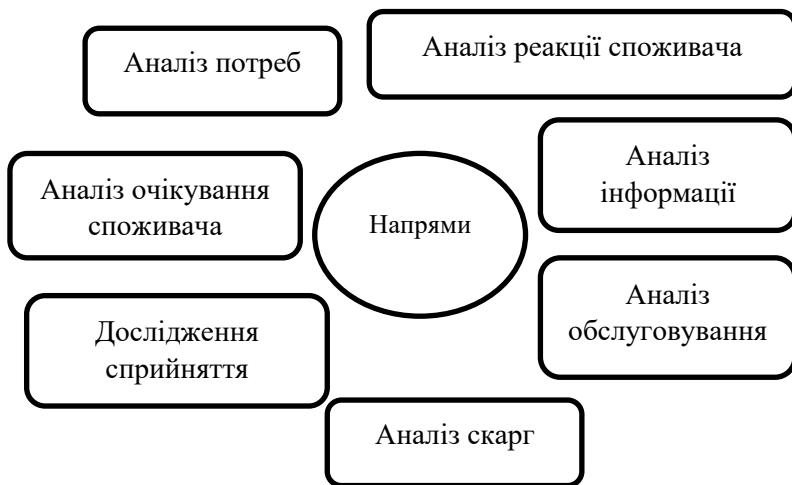 Аналіз потреб
Аналіз реакції споживача
Аналіз очікування
споживача
Напрями
Аналіз
інформації
Дослідження
сприйняття
Аналіз
обслуговування
Аналіз скарг